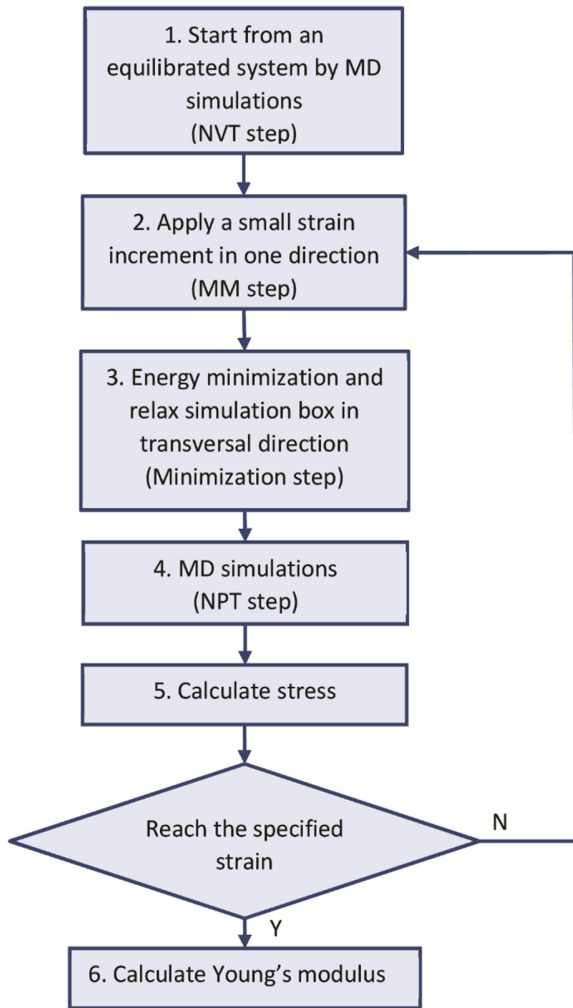 1. Start from an
equilibrated system by MD
simulations
(NVT step)
2. Apply a small strain
increment in one direction
(MM step)
3. Energy minimization and
relax simulation box in
transversal direction
(Minimization step)
4. MD simulations
(NPT step)
5. Calculate stress
Reach the specified
strain
N
Y
6. Calculate Young's modulus